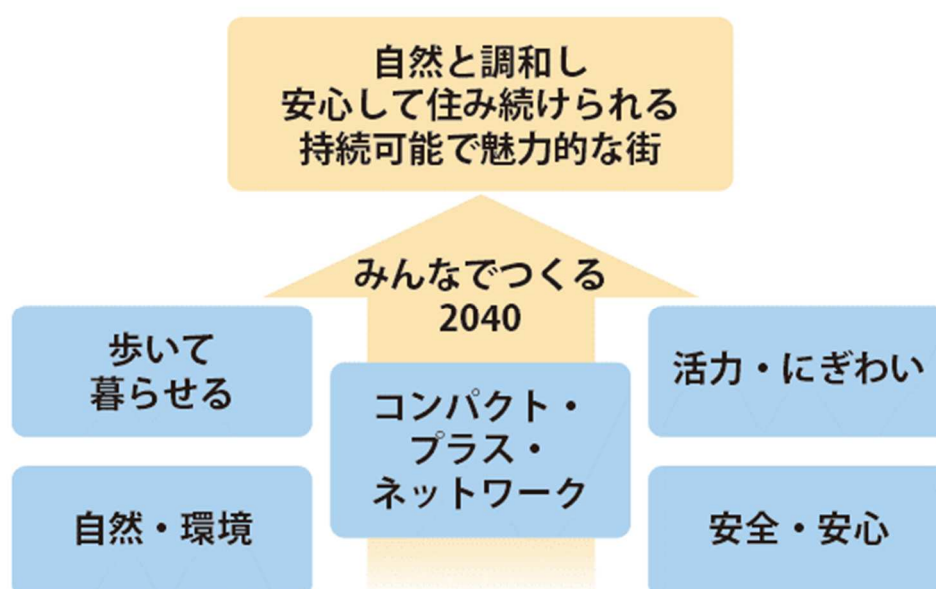 自然と調和し
安心して住み続けられる
持続可能で魅力的な街
みんなでつくる
2040
歩いて
暮らせる
コンパクト・
プラス・
ネットワーク
活力・にぎわい
自然・環境
安全・安心